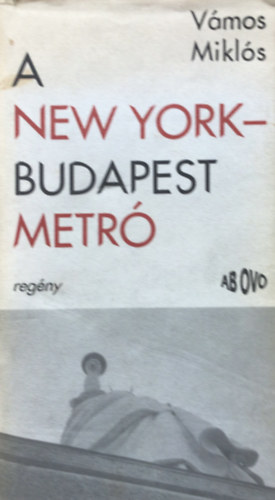 Vámos
Miklós
A
NEW YORK–
BUDAPEST
METRÓ
regény
AB OVO